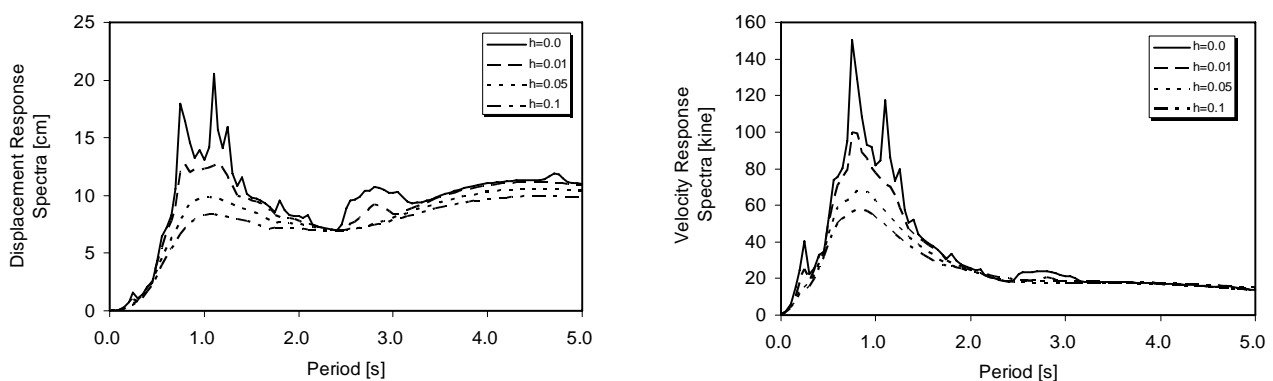 Displacement Response
Spectra [cm]
25
20
15
10
5
0
0.0 1.0 2.0 3.0 4.0 5.0
Period [s]
h=0.0
h=0.01
h=0.05
h=0.1
Velocity Response
Spectra [kine]
160
140
120
100
80
60
40
20
0
0.0 1.0 2.0 3.0 4.0 5.0
Period [s]
h=0.0
h=0.01
h=0.05
h=0.1